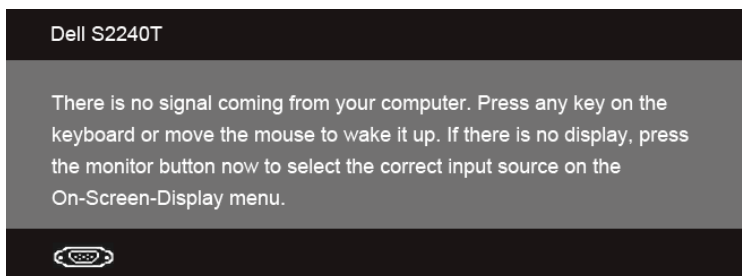 Dell S2240T
There is no signal coming from your computer. Press any key on the
keyboard or move the mouse to wake it up. If there is no display, press
the monitor button now to select the correct input source on the
On-Screen-Display menu.